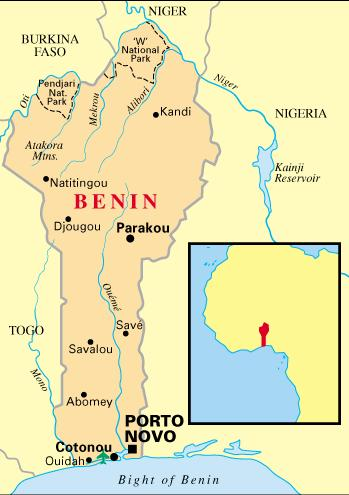 NIGER
BURKINA
FASO
'W'
National
Park
Pendjari
Nat.
Park
Oti
Mekrou
Alibori
Niger
Kandi
NIGERIA
Atakora
Mtns.
Kainji
Reservoir
Natitingou
BENIN
Djougou
Parakou
Ouémé
TOGO
Savé
Savalou
Mono
Abomey
PORTO
NOVO
Cotonou
Ouidah
Bight of Benin